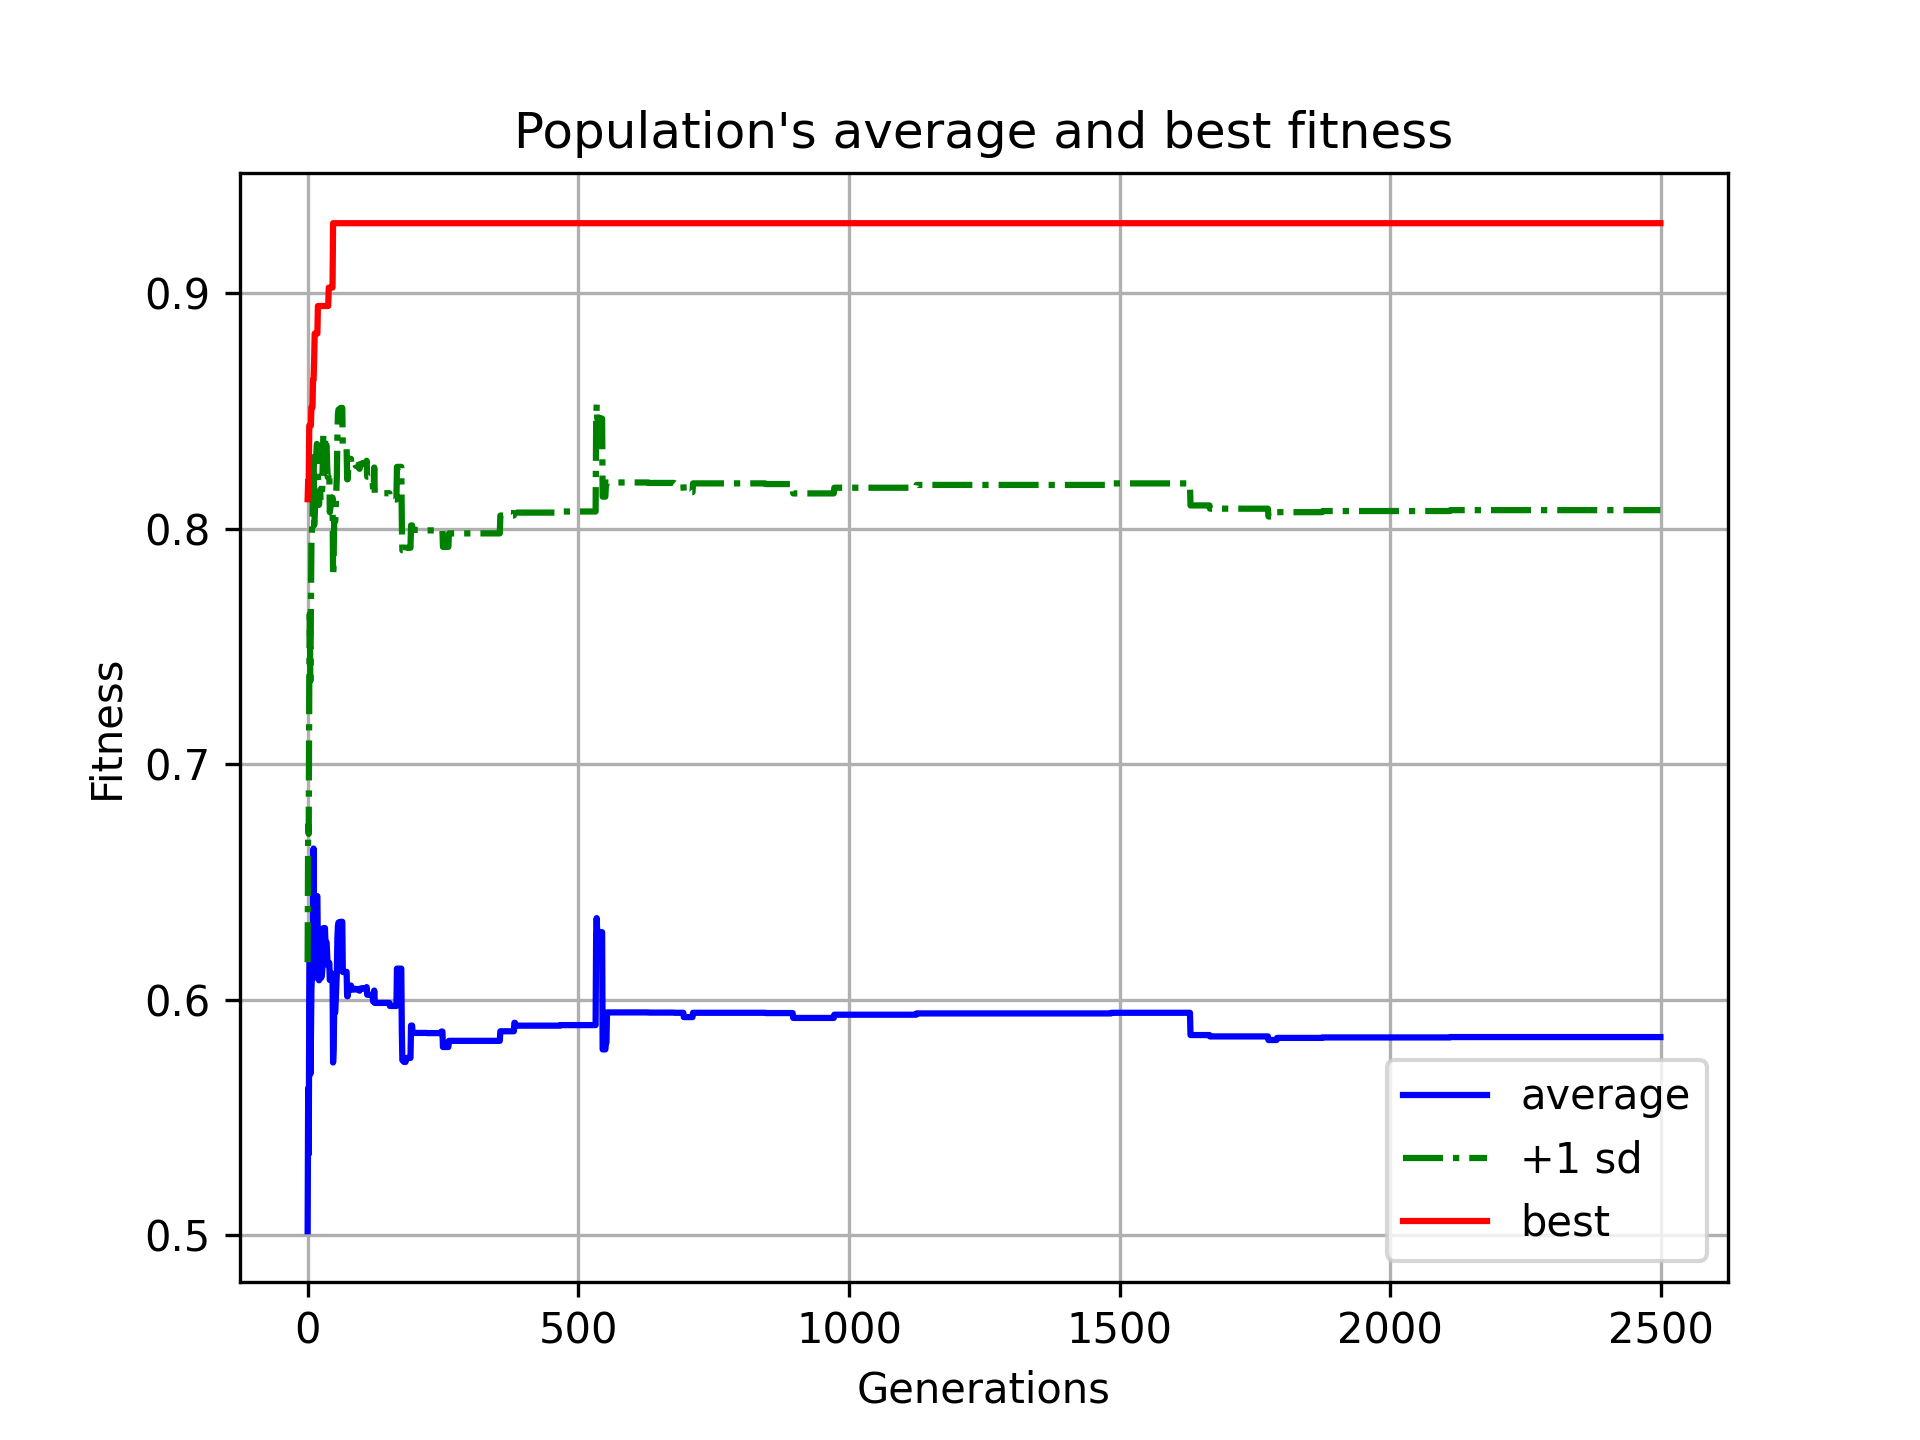 Population's average and best fitness
0.9
0.8
0.7
0.6
0.5
Fitness
0 500 1000 1500 2000 2500
Generations
average
+1 sd
best